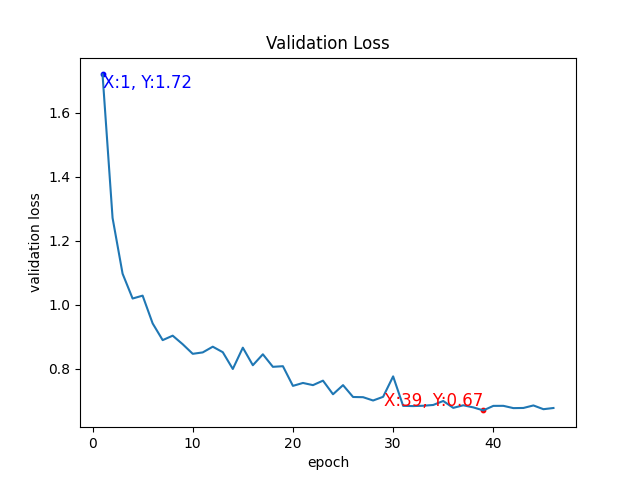 Validation Loss
X:1, Y:1.72
1.6
1.4
1.2
1.0
0.8
validation loss
X:39, Y:0.67
0 10 20 30 40
epoch